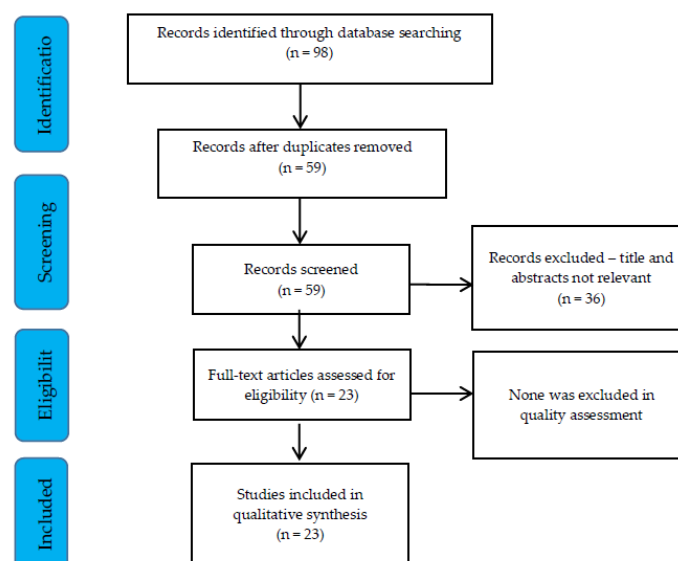 Identificatio
Records identified through database searching
(n = 98)
Records after duplicates removed
(n = 59)
Screening
Records screened
(n = 59)
Records excluded – title and
abstracts not relevant
(n = 36)
Eligibilit
Full-text articles assessed for
eligibility (n = 23)
None was excluded in
quality assessment
Included
Studies included in
qualitative synthesis
(n = 23)